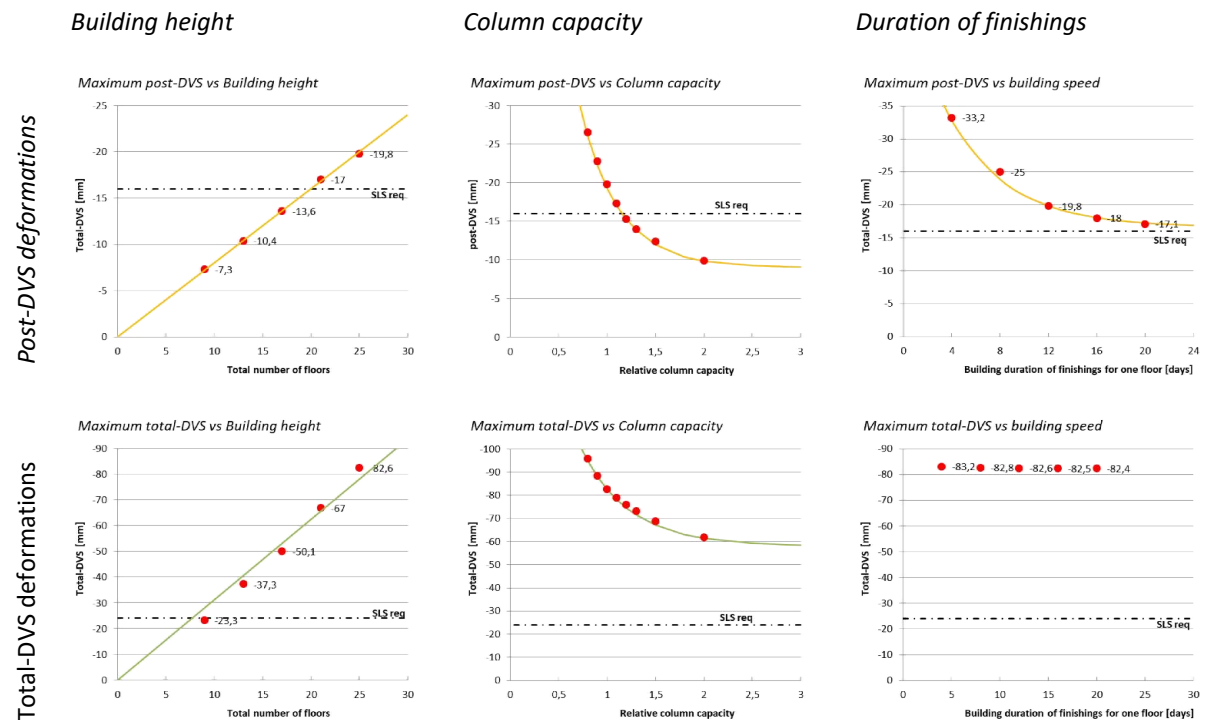 Building height
Column capacity
Duration of finishings
Post-DVS deformations
Maximum post-DVS vs Building height
Total-DVS [mm]
-25
-20
-15
-10
-5
0
-19,8
-17
-13,6
-10,4
-7,3
SLS req
0 5 10 15 20 25 30
Total number of floors
Maximum post-DVS vs Column capacity
post-DVS [mm]
-30
-25
-20
-15
-10
-5
0
SLS req
0 0,5 1 1,5 2 2,5 3
Relative column capacity
Maximum post-DVS vs building speed
Total-DVS [mm]
-35
-30
-25
-20
-15
-10
-5
0
-33,2
-25
-19,8
-18
-17,1
SLS req
0 4 8 12 16 20 24
Building duration of finishings for one floor [days]
Total-DVS deformations
Maximum total-DVS vs Building height
Total-DVS [mm]
-90
-80
-70
-60
-50
-40
-30
-20
-10
0
-82,6
-67
-50,1
-37,3
-23,3
SLS req
0 5 10 15 20 25 30
Total number of floors
Maximum total-DVS vs Column capacity
Total-DVS [mm]
-100
-90
-80
-70
-60
-50
-40
-30
-20
-10
0
SLS req
0 0,5 1 1,5 2 2,5 3
Relative column capacity
Maximum total-DVS vs building speed
Total-DVS [mm]
-90
-80
-70
-60
-50
-40
-30
-20
-10
0
-83,2 -82,8 -82,6 -82,5 -82,4
SLS req
0 5 10 15 20 25 30
Building duration of finishings for one floor [days]